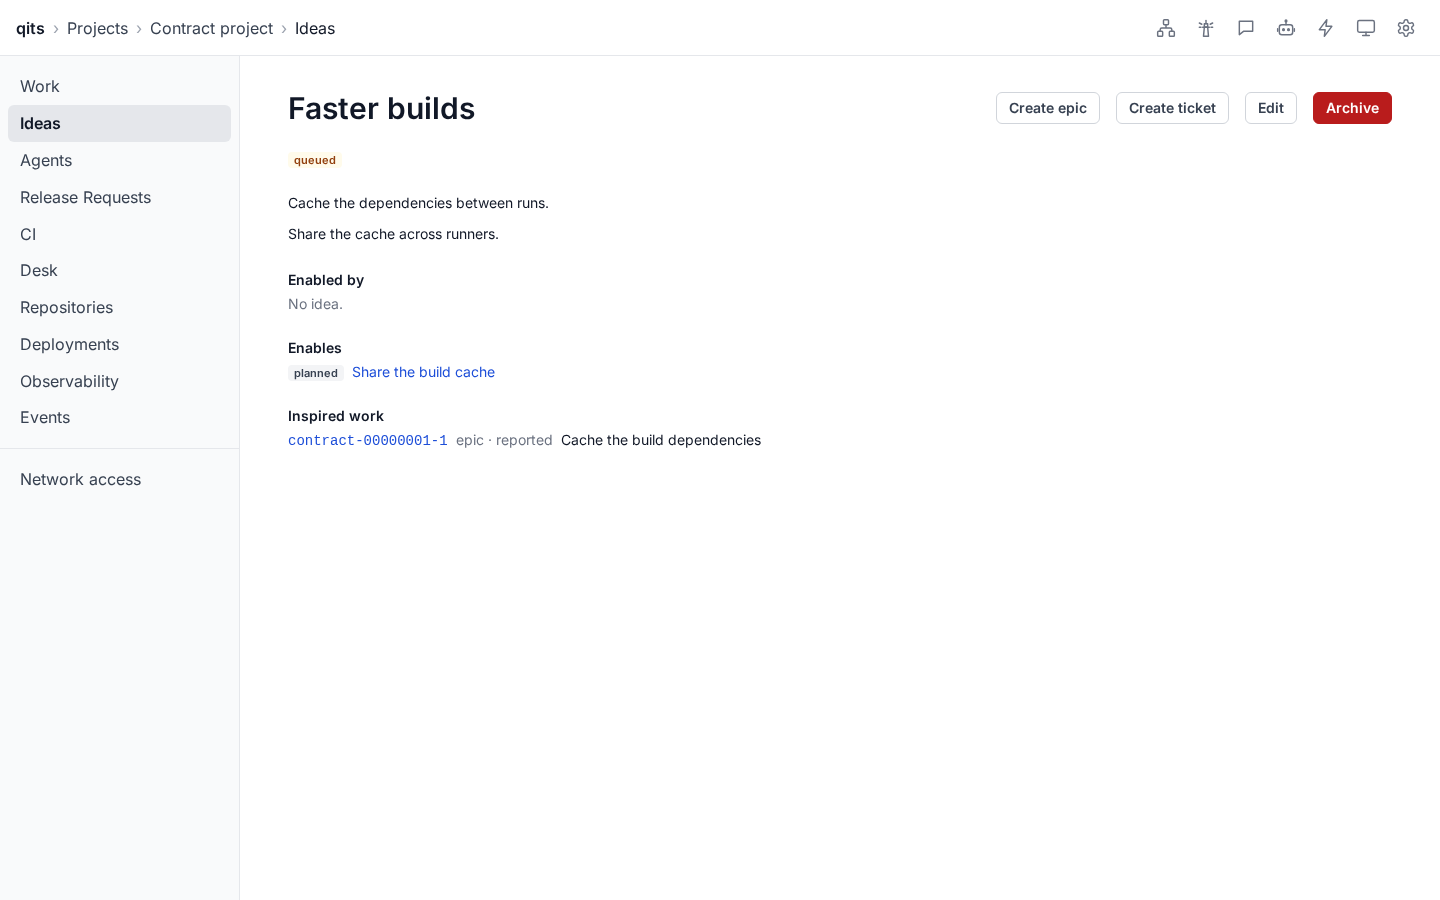 qits › Projects › Contract project › Ideas
Work
Ideas
Agents
Release Requests
CI
Desk
Repositories
Deployments
Observability
Events
Network access
Faster builds
Create epic
Create ticket
Edit
Archive
queued
Cache the dependencies between runs.
Share the cache across runners.
Enabled by
No idea.
Enables
planned Share the build cache
Inspired work
contract-00000001-1 epic · reported Cache the build dependencies